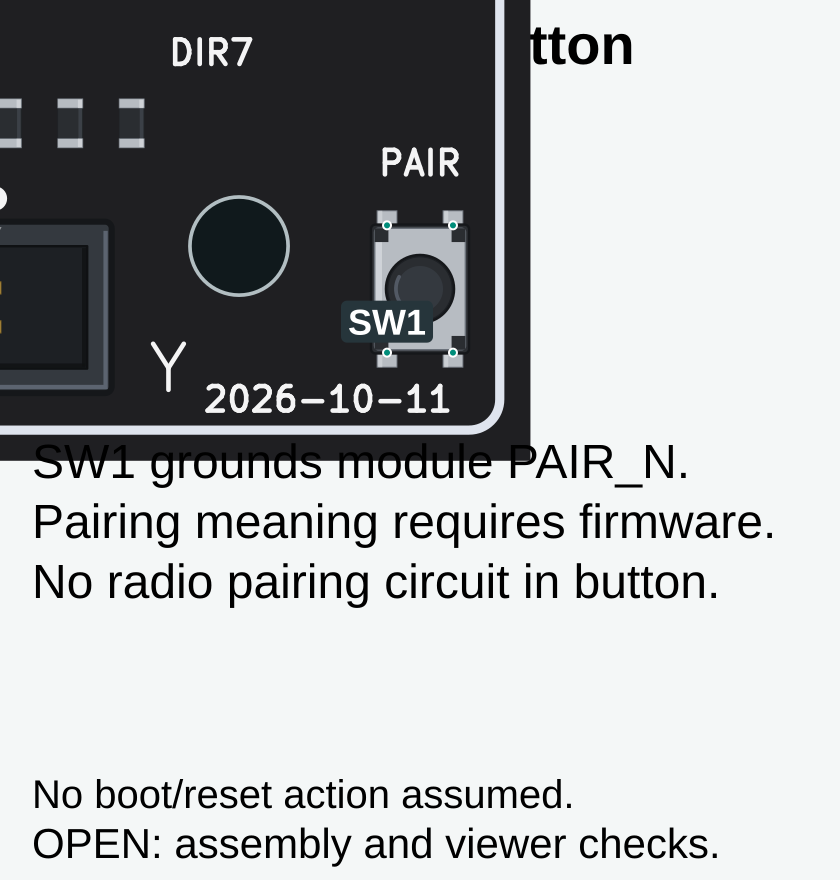 tton
DIR7
PAIR
SW1
Y
2026-10-11
SW1 grounds module PAIR_N.
Pairing meaning requires firmware.
No radio pairing circuit in button.
No boot/reset action assumed.
OPEN: assembly and viewer checks.